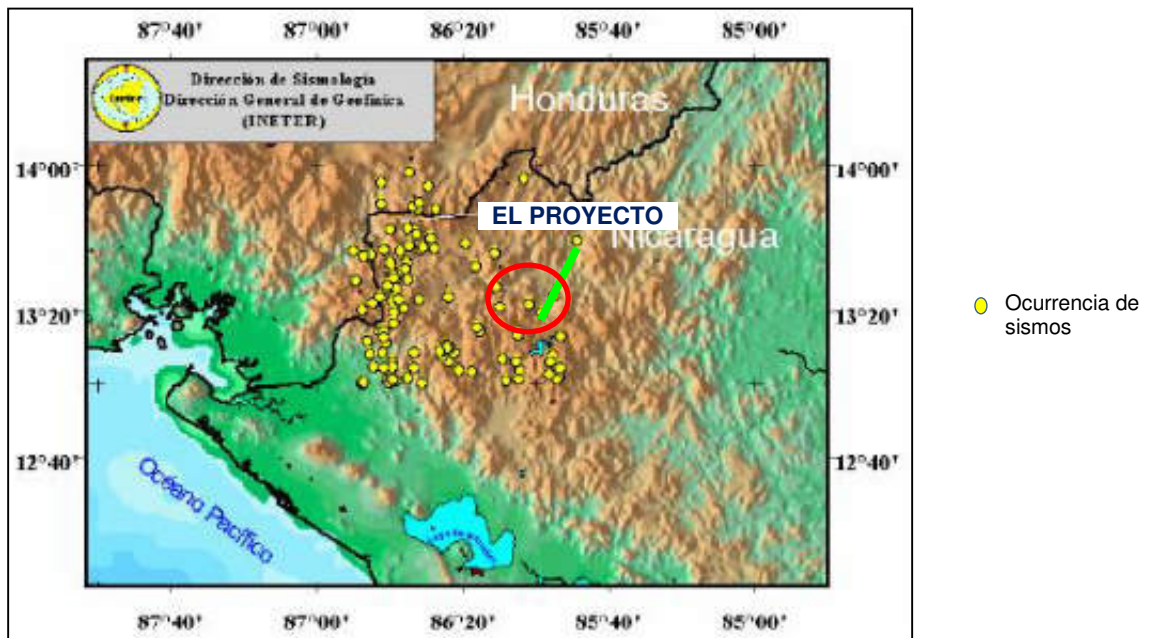 87°40' 87°00' 86°20' 85°40' 85°00'
Dirección de Sismología
Dirección General de Geofísica
(INETER)
Honduras
14°00' 14°00'
EL PROYECTO
Nicaragua
13°20' 13°20'
Ocurrencia de
sismos
12°40' 12°40'
Océano Pacífico
87°40' 87°00' 86°20' 85°40' 85°00'